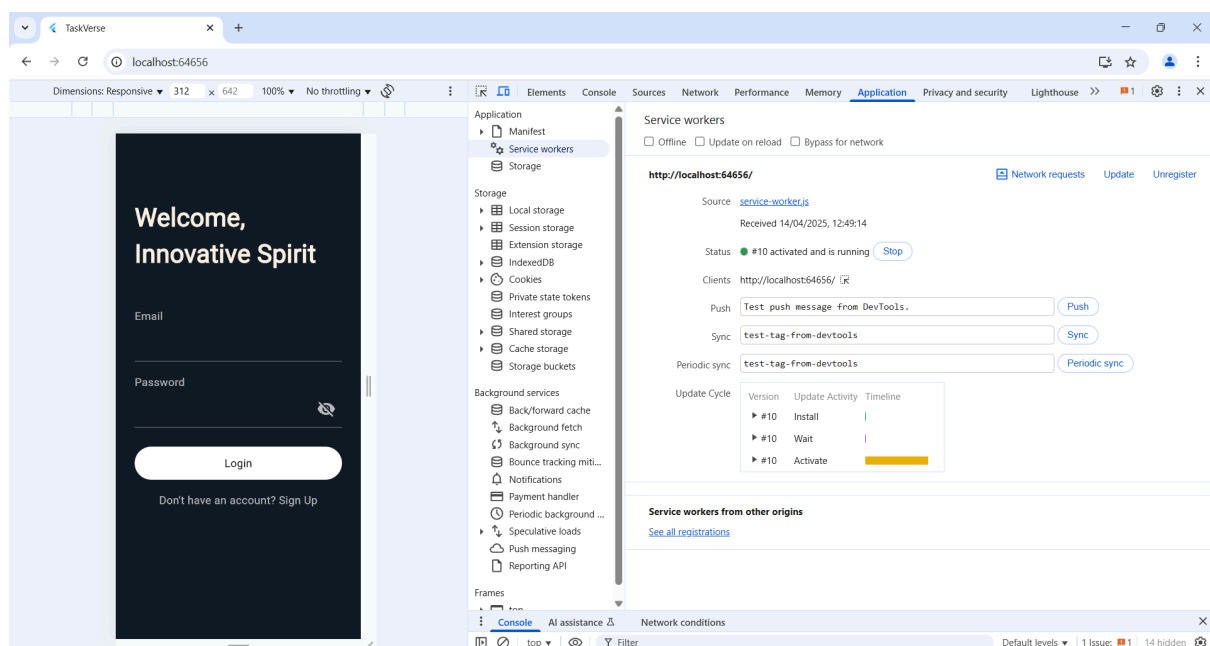 TaskVerse
localhost:64656
Dimensions: Responsive 312 x 642 100% No throttling
Elements Console Sources Network Performance Memory Application Privacy and security Lighthouse 1
Welcome,
Innovative Spirit
Email
Password
Login
Don't have an account? Sign Up
Application
Manifest
Service workers
Storage
Storage
Local storage
Session storage
Extension storage
IndexedDB
Cookies
Private state tokens
Interest groups
Shared storage
Cache storage
Storage buckets
Background services
Back/forward cache
Background fetch
Background sync
Bounce tracking miti...
Notifications
Payment handler
Periodic background ...
Speculative loads
Push messaging
Reporting API
Frames
top
Service workers
Offline Update on reload Bypass for network
http://localhost:64656/ Network requests Update Unregister
Source service-worker.js
Received 14/04/2025, 12:49:14
Status #10 activated and is running Stop
Clients http://localhost:64656/
Push Test push message from DevTools. Push
Sync test-tag-from-devtools Sync
Periodic sync test-tag-from-devtools Periodic sync
Update Cycle Version Update Activity Timeline
#10 Install
#10 Wait
#10 Activate
Service workers from other origins
See all registrations
Console AI assistance Network conditions
top Filter Default levels 1 Issue: 1 14 hidden